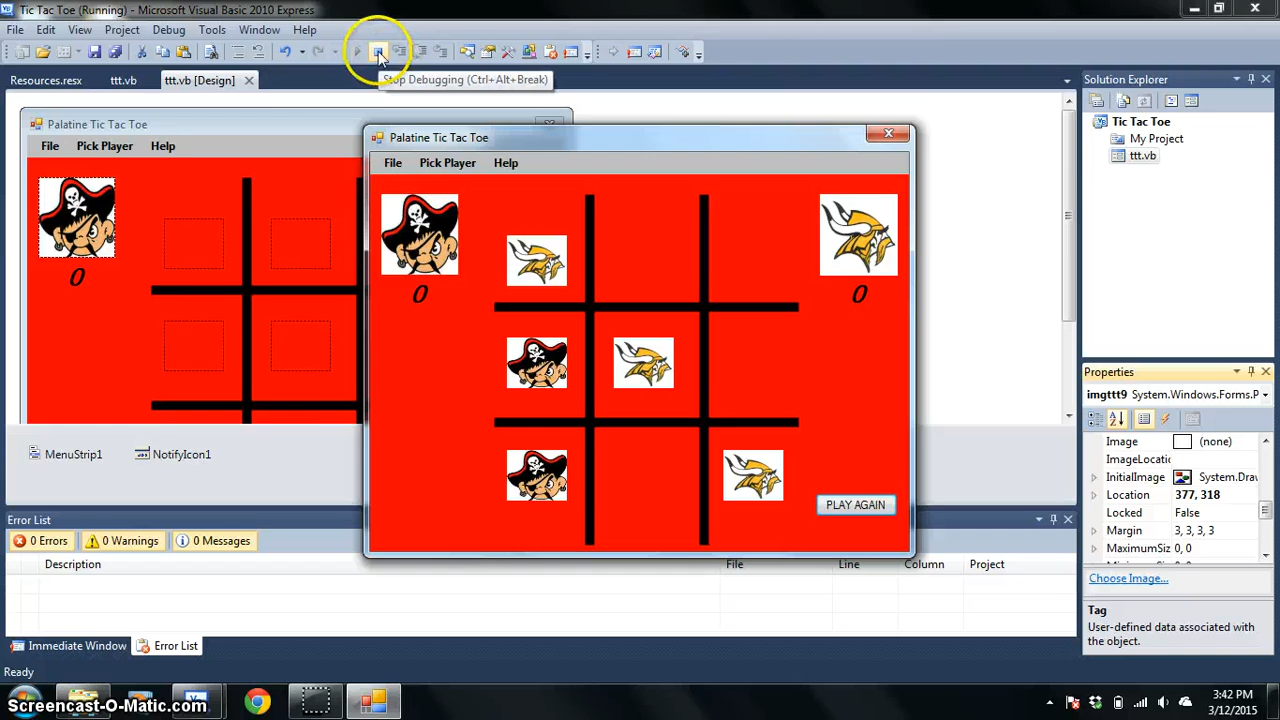 Tic Tac Toe (Running) - Microsoft Visual Basic 2010 Express
File Edit View Project Debug Tools Window Help
Stop Debugging (Ctrl+Alt+Break)
Resources.resx ttt.vb ttt.vb [Design]
Palatine Tic Tac Toe
File Pick Player Help
0
MenuStrip1 NotifyIcon1
Palatine Tic Tac Toe
File Pick Player Help
0 0
PLAY AGAIN
Solution Explorer
Tic Tac Toe
My Project
ttt.vb
Properties
imgttt9 System.Windows.Forms.P
Image (none)
ImageLocatic
InitialImage System.Drav
Location 377, 318
Locked False
Margin 3, 3, 3, 3
MaximumSiz 0, 0
MinimumSiz 0, 0
Choose Image...
Tag
User-defined data associated with
the object.
Error List
0 Errors 0 Warnings 0 Messages
Description File Line Column Project
Immediate Window Error List
Ready
Screencast-O-Matic.com
3:42 PM
3/12/2015